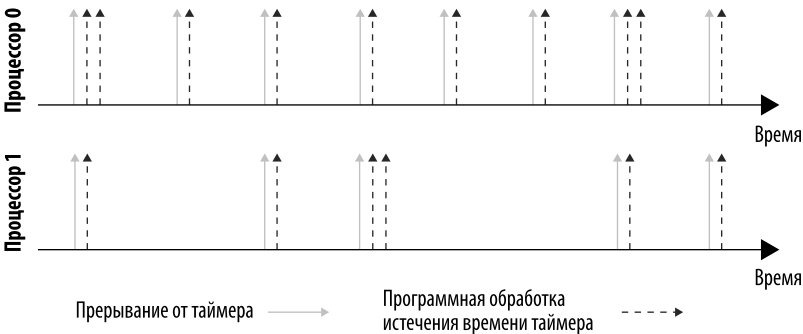 Процессор 0
Время
Процессор 1
Время
Прерывание от таймера
Программная обработка
истечения времени таймера